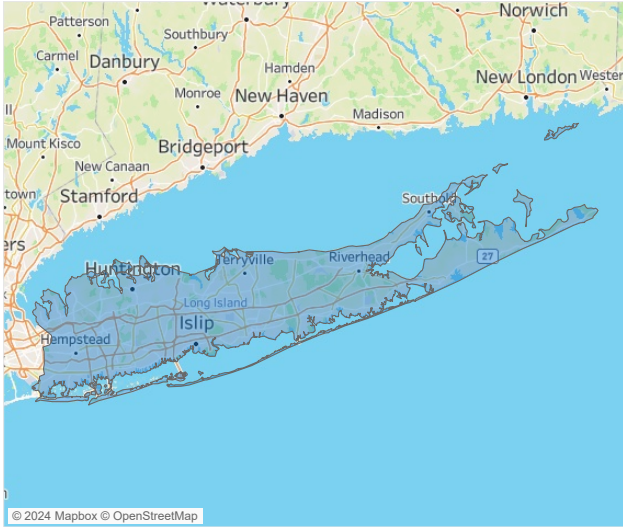 Norwich
Patterson
Southbury
Carmel
Danbury
Hamden
Monroe
New Haven
New London
Wester
Madison
Mount Kisco
Bridgeport
New Canaan
Stamford
town
Southold
ers
Huntington
Terryville
Riverhead
27
Long Island
Islip
Hempstead
© 2024 Mapbox © OpenStreetMap